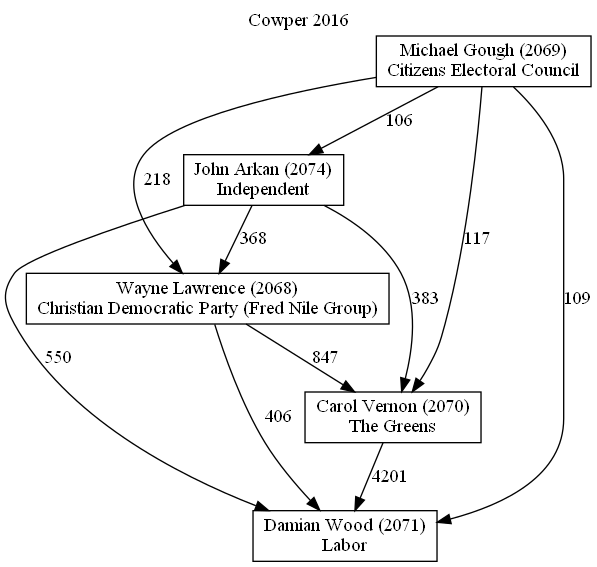 Cowper 2016
Michael Gough (2069)
Citizens Electoral Council
106
John Arkan (2074)
Independent
218
368
117
Wayne Lawrence (2068)
Christian Democratic Party (Fred Nile Group)
383
109
550
847
Carol Vernon (2070)
The Greens
406
4201
Damian Wood (2071)
Labor